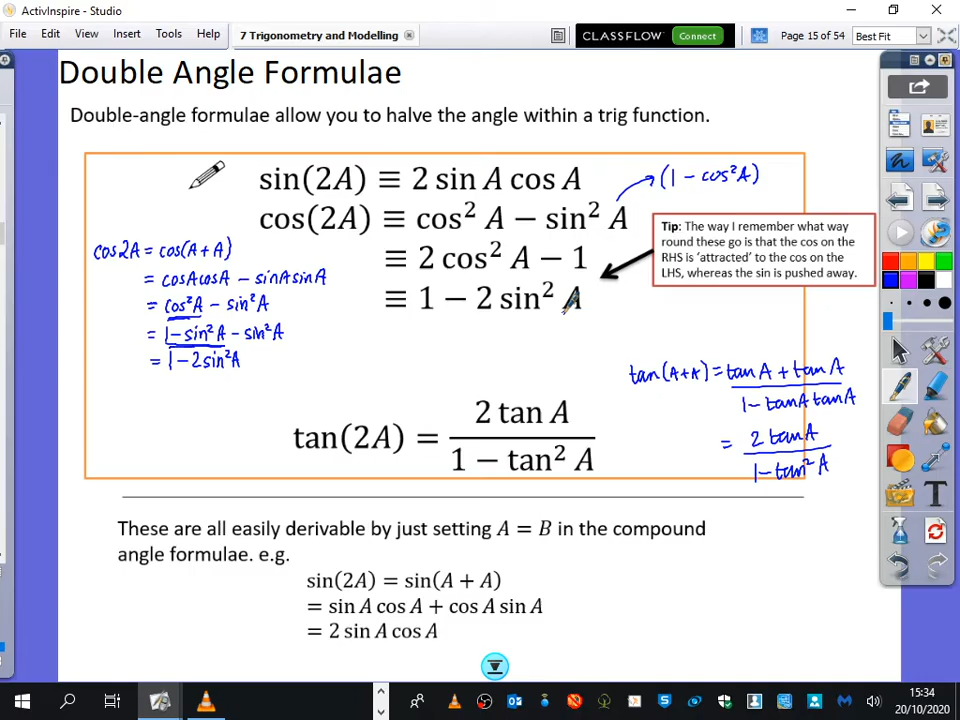 ActivInspire - Studio
File Edit View Insert Tools Help
7 Trigonometry and Modelling
CLASSFLOW Connect
Page 15 of 54
Best Fit
Double Angle Formulae
Double-angle formulae allow you to halve the angle within a trig function.
sin(2A) ≡ 2 sin A cos A
(1 - cos²A)
cos(2A) ≡ cos² A − sin² A
≡ 2 cos² A − 1
≡ 1 − 2 sin² A
Tip: The way I remember what way
round these go is that the cos on the
RHS is ‘attracted’ to the cos on the
LHS, whereas the sin is pushed away.
cos2A = cos(A+A)
= cosAcosA - sinAsinA
= cos²A - sin²A
= 1-sin²A - sin²A
= 1-2sin²A
tan(2A) = 2 tan A / 1 − tan² A
tan(A+A) = tanA + tanA / 1-tanAtanA
= 2tanA / 1-tan²A
These are all easily derivable by just setting A = B in the compound
angle formulae. e.g.
sin(2A) = sin(A + A)
= sin A cos A + cos A sin A
= 2 sin A cos A
T
15:34
20/10/2020